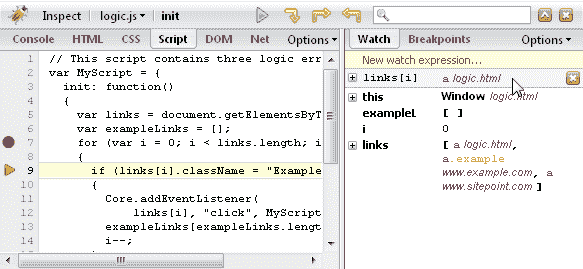 Inspect logic.js ▾ init
Console HTML CSS Script DOM Net Options ▾
Watch Breakpoints Options ▾
1 // This script contains three logic err
2 var MyScript = {
3 init: function()
4 {
5 var links = document.getElementsByT
6 var exampleLinks = [];
7 for (var i = 0; i < links.length; i
8 {
9 if (links[i].className = "Example
10 {
11 Core.addEventListener(
12 links[i], "click", MyScript
13 exampleLinks[exampleLinks.lengt
14 i--;
New watch expression...
links[i] a logic.html
this Window logic.html
exampleL [ ]
i 0
links [ a logic.html,
a.example
www.example.com, a
www.sitepoint.com ]